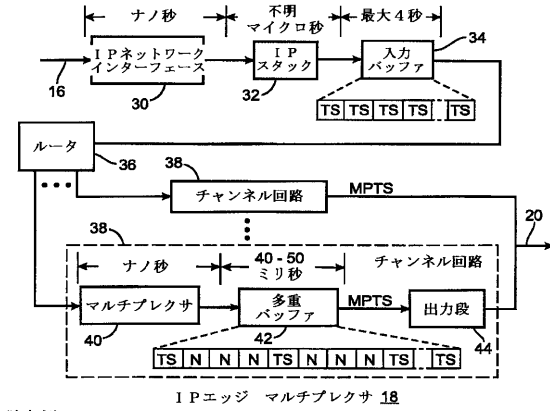 ナノ秒
不明
マイクロ秒
最大4秒
16
IPネットワーク
インターフェース
30
IP
スタック
32
入力
バッファ
34
TS TS TS TS TS
ルータ
36
38
チャンネル回路
MPTS
20
38
ナノ秒
40-50
ミリ秒
チャンネル回路
マルチプレクサ
40
多重
バッファ
42
MPTS
出力段
44
TS N N N TS N N N TS TS
IPエッジ マルチプレクサ 18